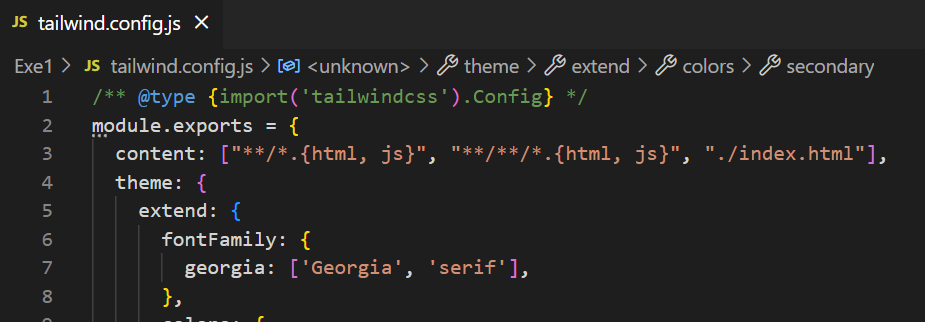 JS tailwind.config.js ×
Exe1 > JS tailwind.config.js > <unknown> > theme > extend > colors > secondary
1 /** @type {import('tailwindcss').Config} */
2 module.exports = {
3 content: ["**/*.{html, js}", "**/**/*.{html, js}", "./index.html"],
4 theme: {
5 extend: {
6 fontFamily: {
7 georgia: ['Georgia', 'serif'],
8 },